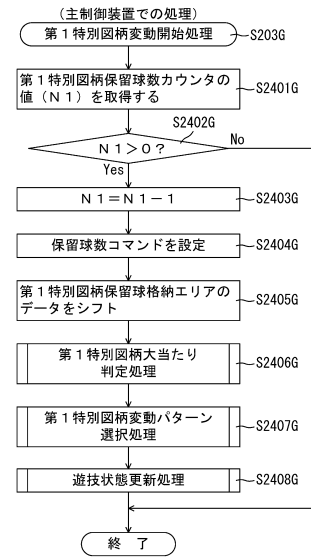 （主制御装置での処理）
第１特別図柄変動開始処理
S203G
第１特別図柄保留球数カウンタの
値（Ｎ１）を取得する
S2401G
S2402G
Ｎ１＞０？
No
Yes
Ｎ１＝Ｎ１－１
S2403G
保留球数コマンドを設定
S2404G
第１特別図柄保留球格納エリアの
データをシフト
S2405G
第１特別図柄大当たり
判定処理
S2406G
第１特別図柄変動パターン
選択処理
S2407G
遊技状態更新処理
S2408G
終 了